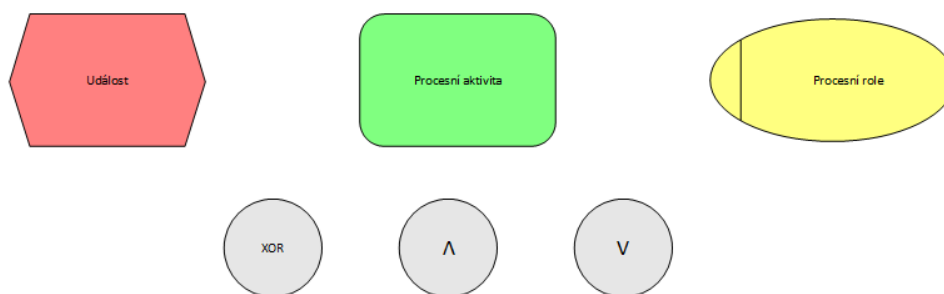 Událost
Procesní aktivita
Procesní role
XOR
Λ
V